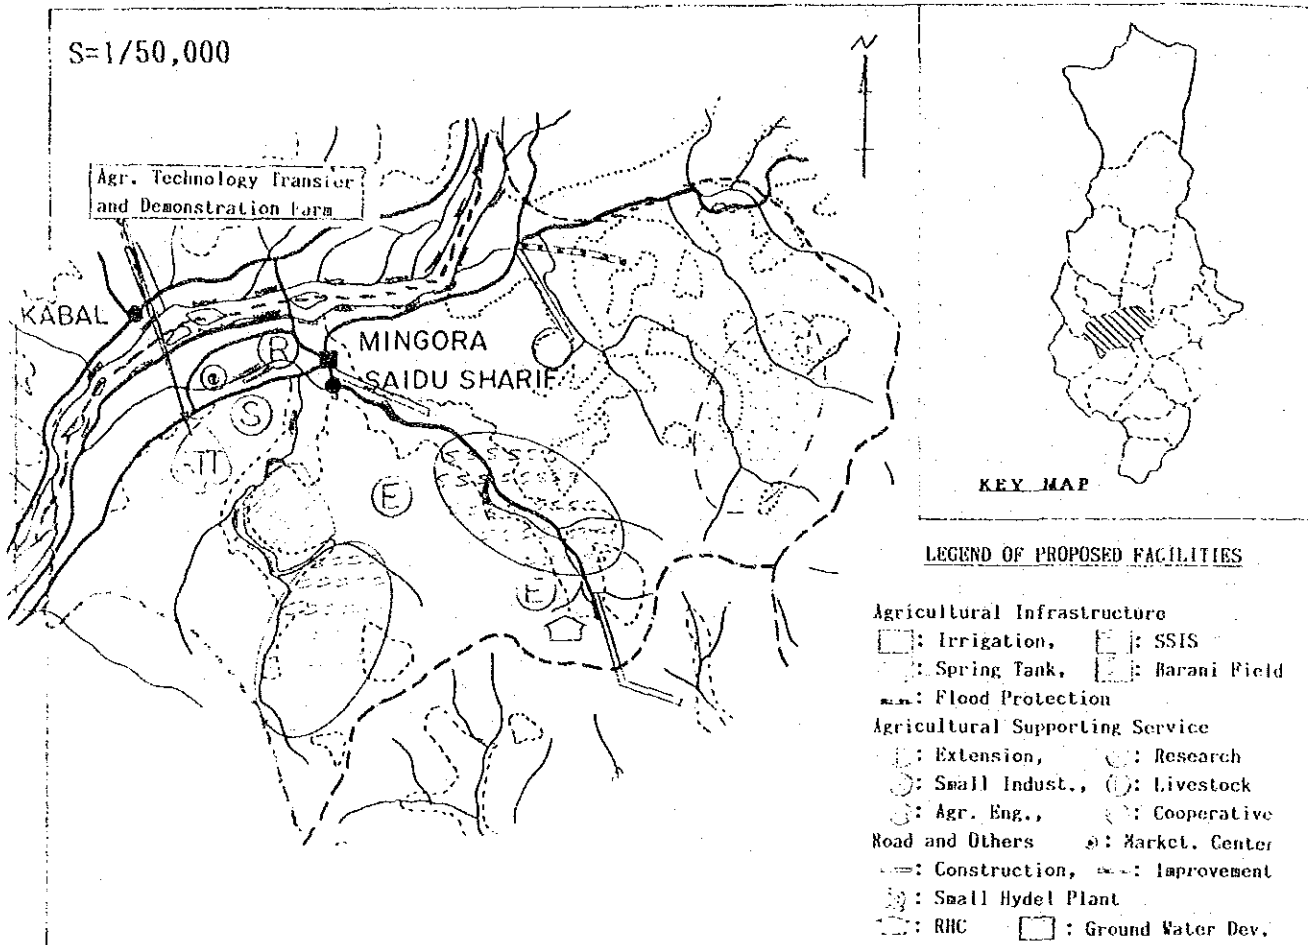 S=1/50,000
N
Agr. Technology Transfer
and Demonstration Farm
KABAL
R
MINGORA
SAIDU SHARIF
S
TT
E
E
KEY MAP
LEGEND OF PROPOSED FACILITIES
Agricultural Infrastructure
: Irrigation, : SSIS
: Spring Tank, : Barani Field
: Flood Protection
Agricultural Supporting Service
: Extension, : Research
: Small Indust., : Livestock
: Agr. Eng., : Cooperative
Road and Others : Market. Center
: Construction, : Improvement
: Small Hydel Plant
: RHC : Ground Water Dev.